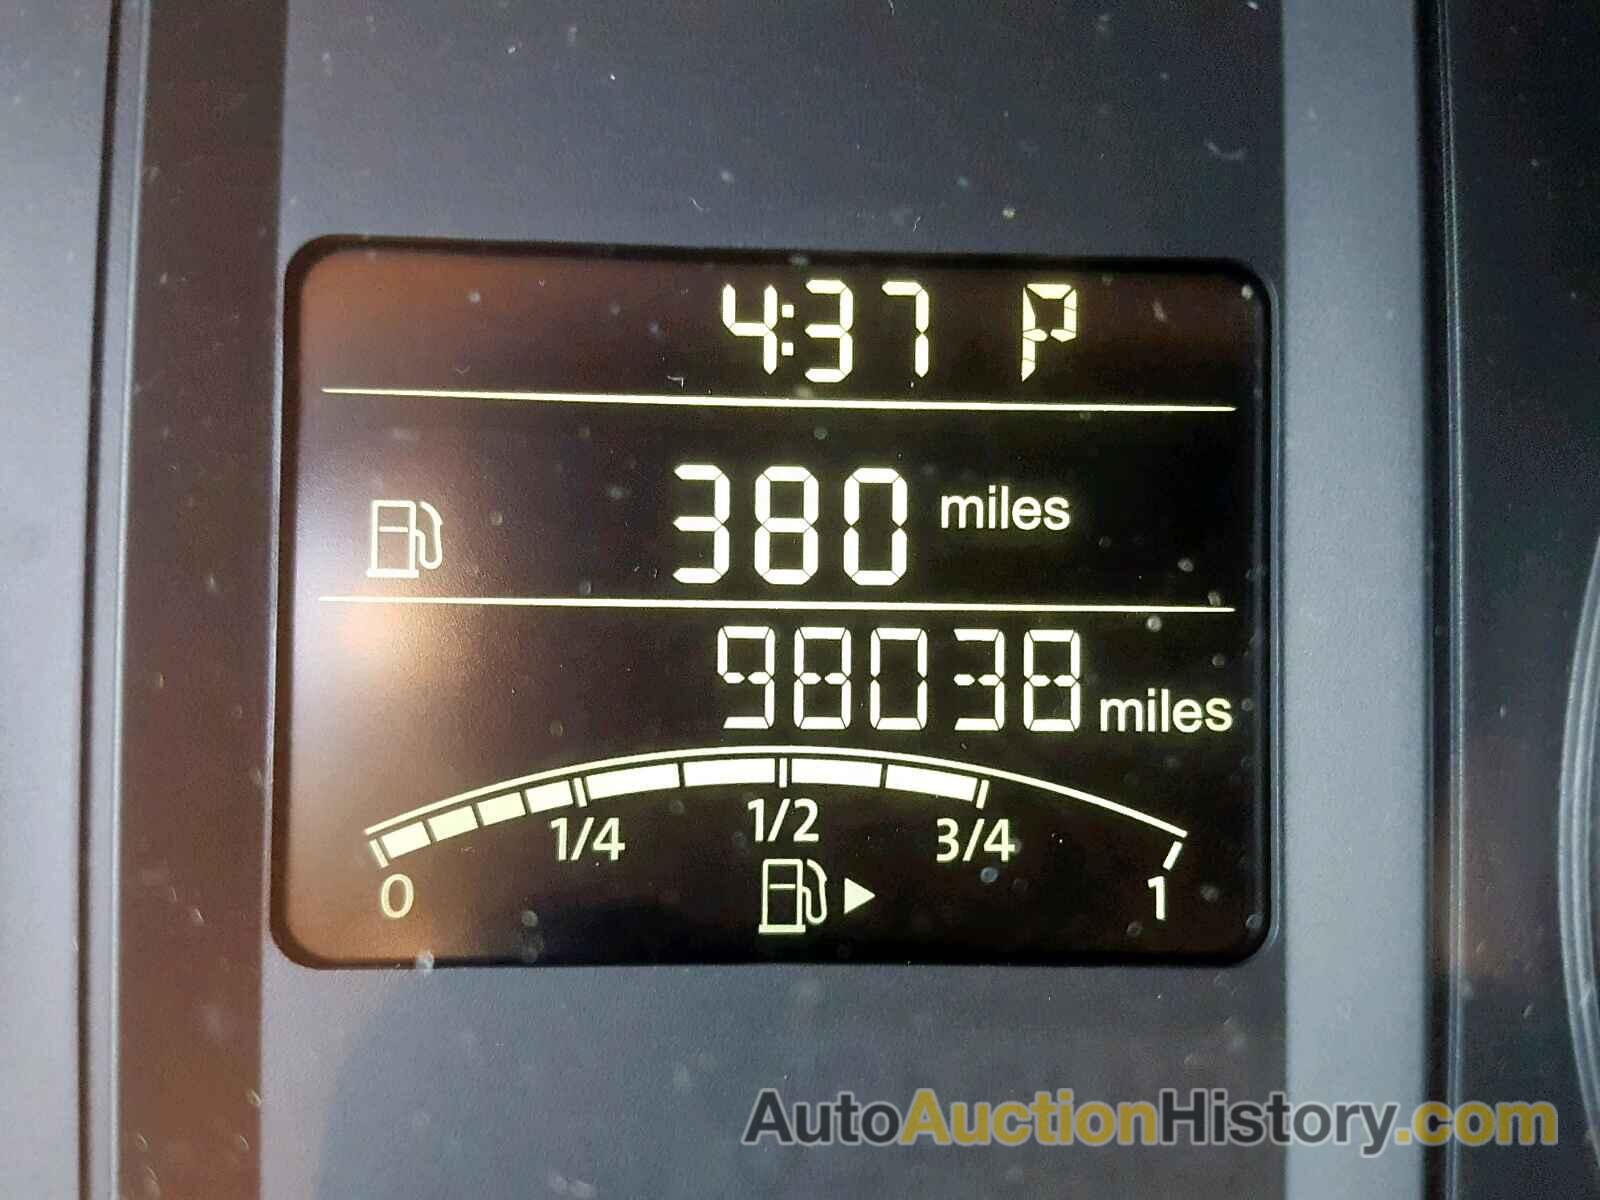 4:37 P
380 miles
98038 miles
0 1/4 1/2 3/4 1
AutoAuctionHistory.com